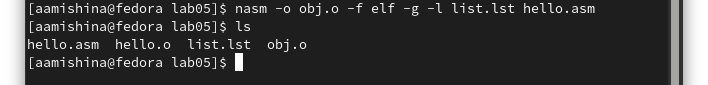 [aamishina@fedora lab05]$ nasm -o obj.o -f elf -g -l list.lst hello.asm
[aamishina@fedora lab05]$ ls
hello.asm  hello.o  list.lst  obj.o
[aamishina@fedora lab05]$